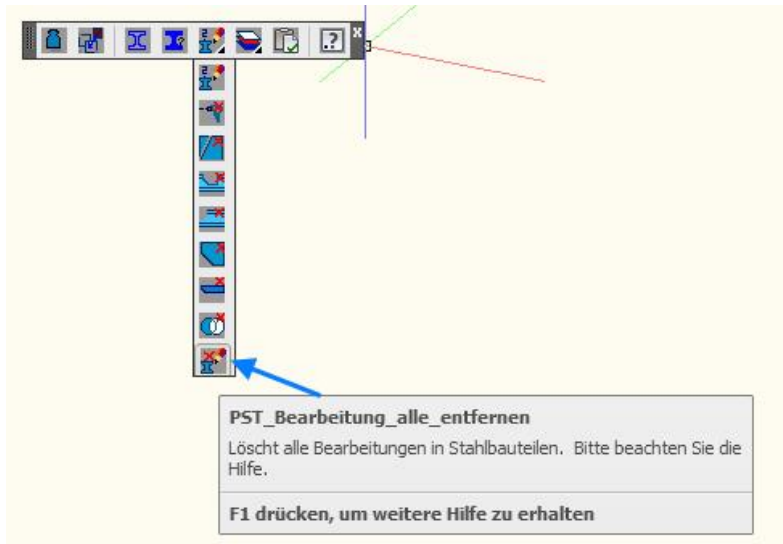 .?
x
PST_Bearbeitung_alle_entfernen
Löscht alle Bearbeitungen in Stahlbauteilen. Bitte beachten Sie die
Hilfe.
F1 drücken, um weitere Hilfe zu erhalten